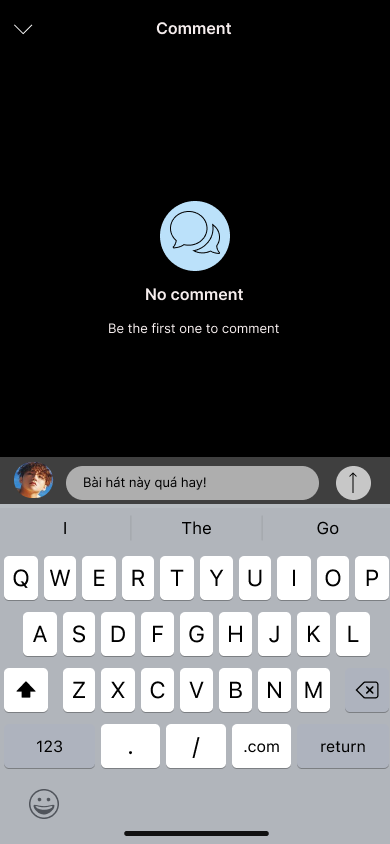 Comment
No comment
Be the first one to comment
Bài hát này quá hay!
I The Go
Q W E R T Y U I O P
A S D F G H J K L
Z X C V B N M
123 . / .com return